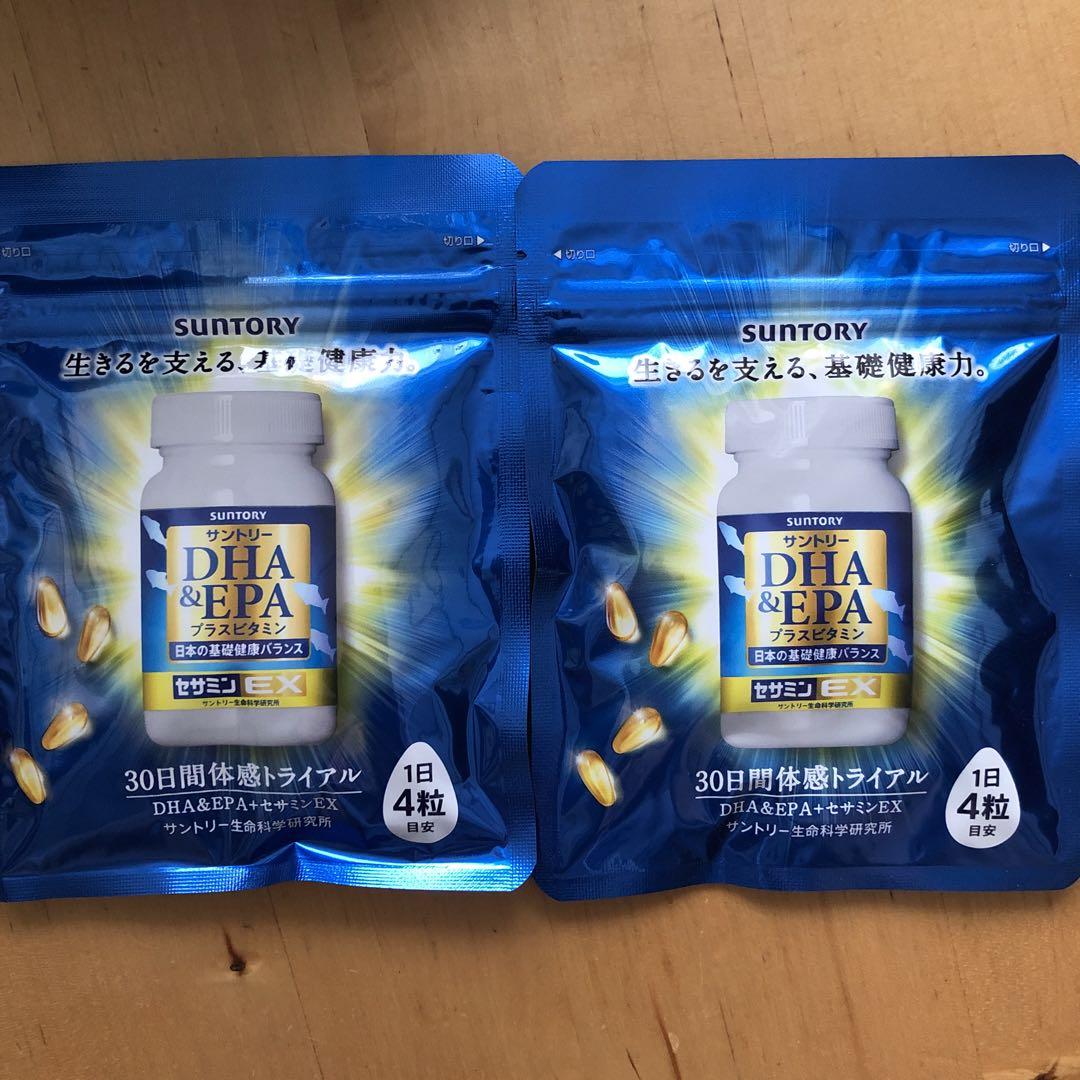 切り口
切り口▶
SUNTORY
生きるを支える、基礎健康力。
SUNTORY
サントリー
DHA
&EPA
プラスビタミン
日本の基礎健康バランス
セサミンEX
サントリー生命科学研究所
30日間体感トライアル
DHA&EPA+セサミンEX
サントリー生命科学研究所
1日
4粒
目安
◀切り口
切り口▶
SUNTORY
生きるを支える、基礎健康力。
SUNTORY
サントリー
DHA
&EPA
プラスビタミン
日本の基礎健康バランス
セサミンEX
サントリー生命科学研究所
30日間体感トライアル
DHA&EPA+セサミンEX
サントリー生命科学研究所
1日
4粒
目安